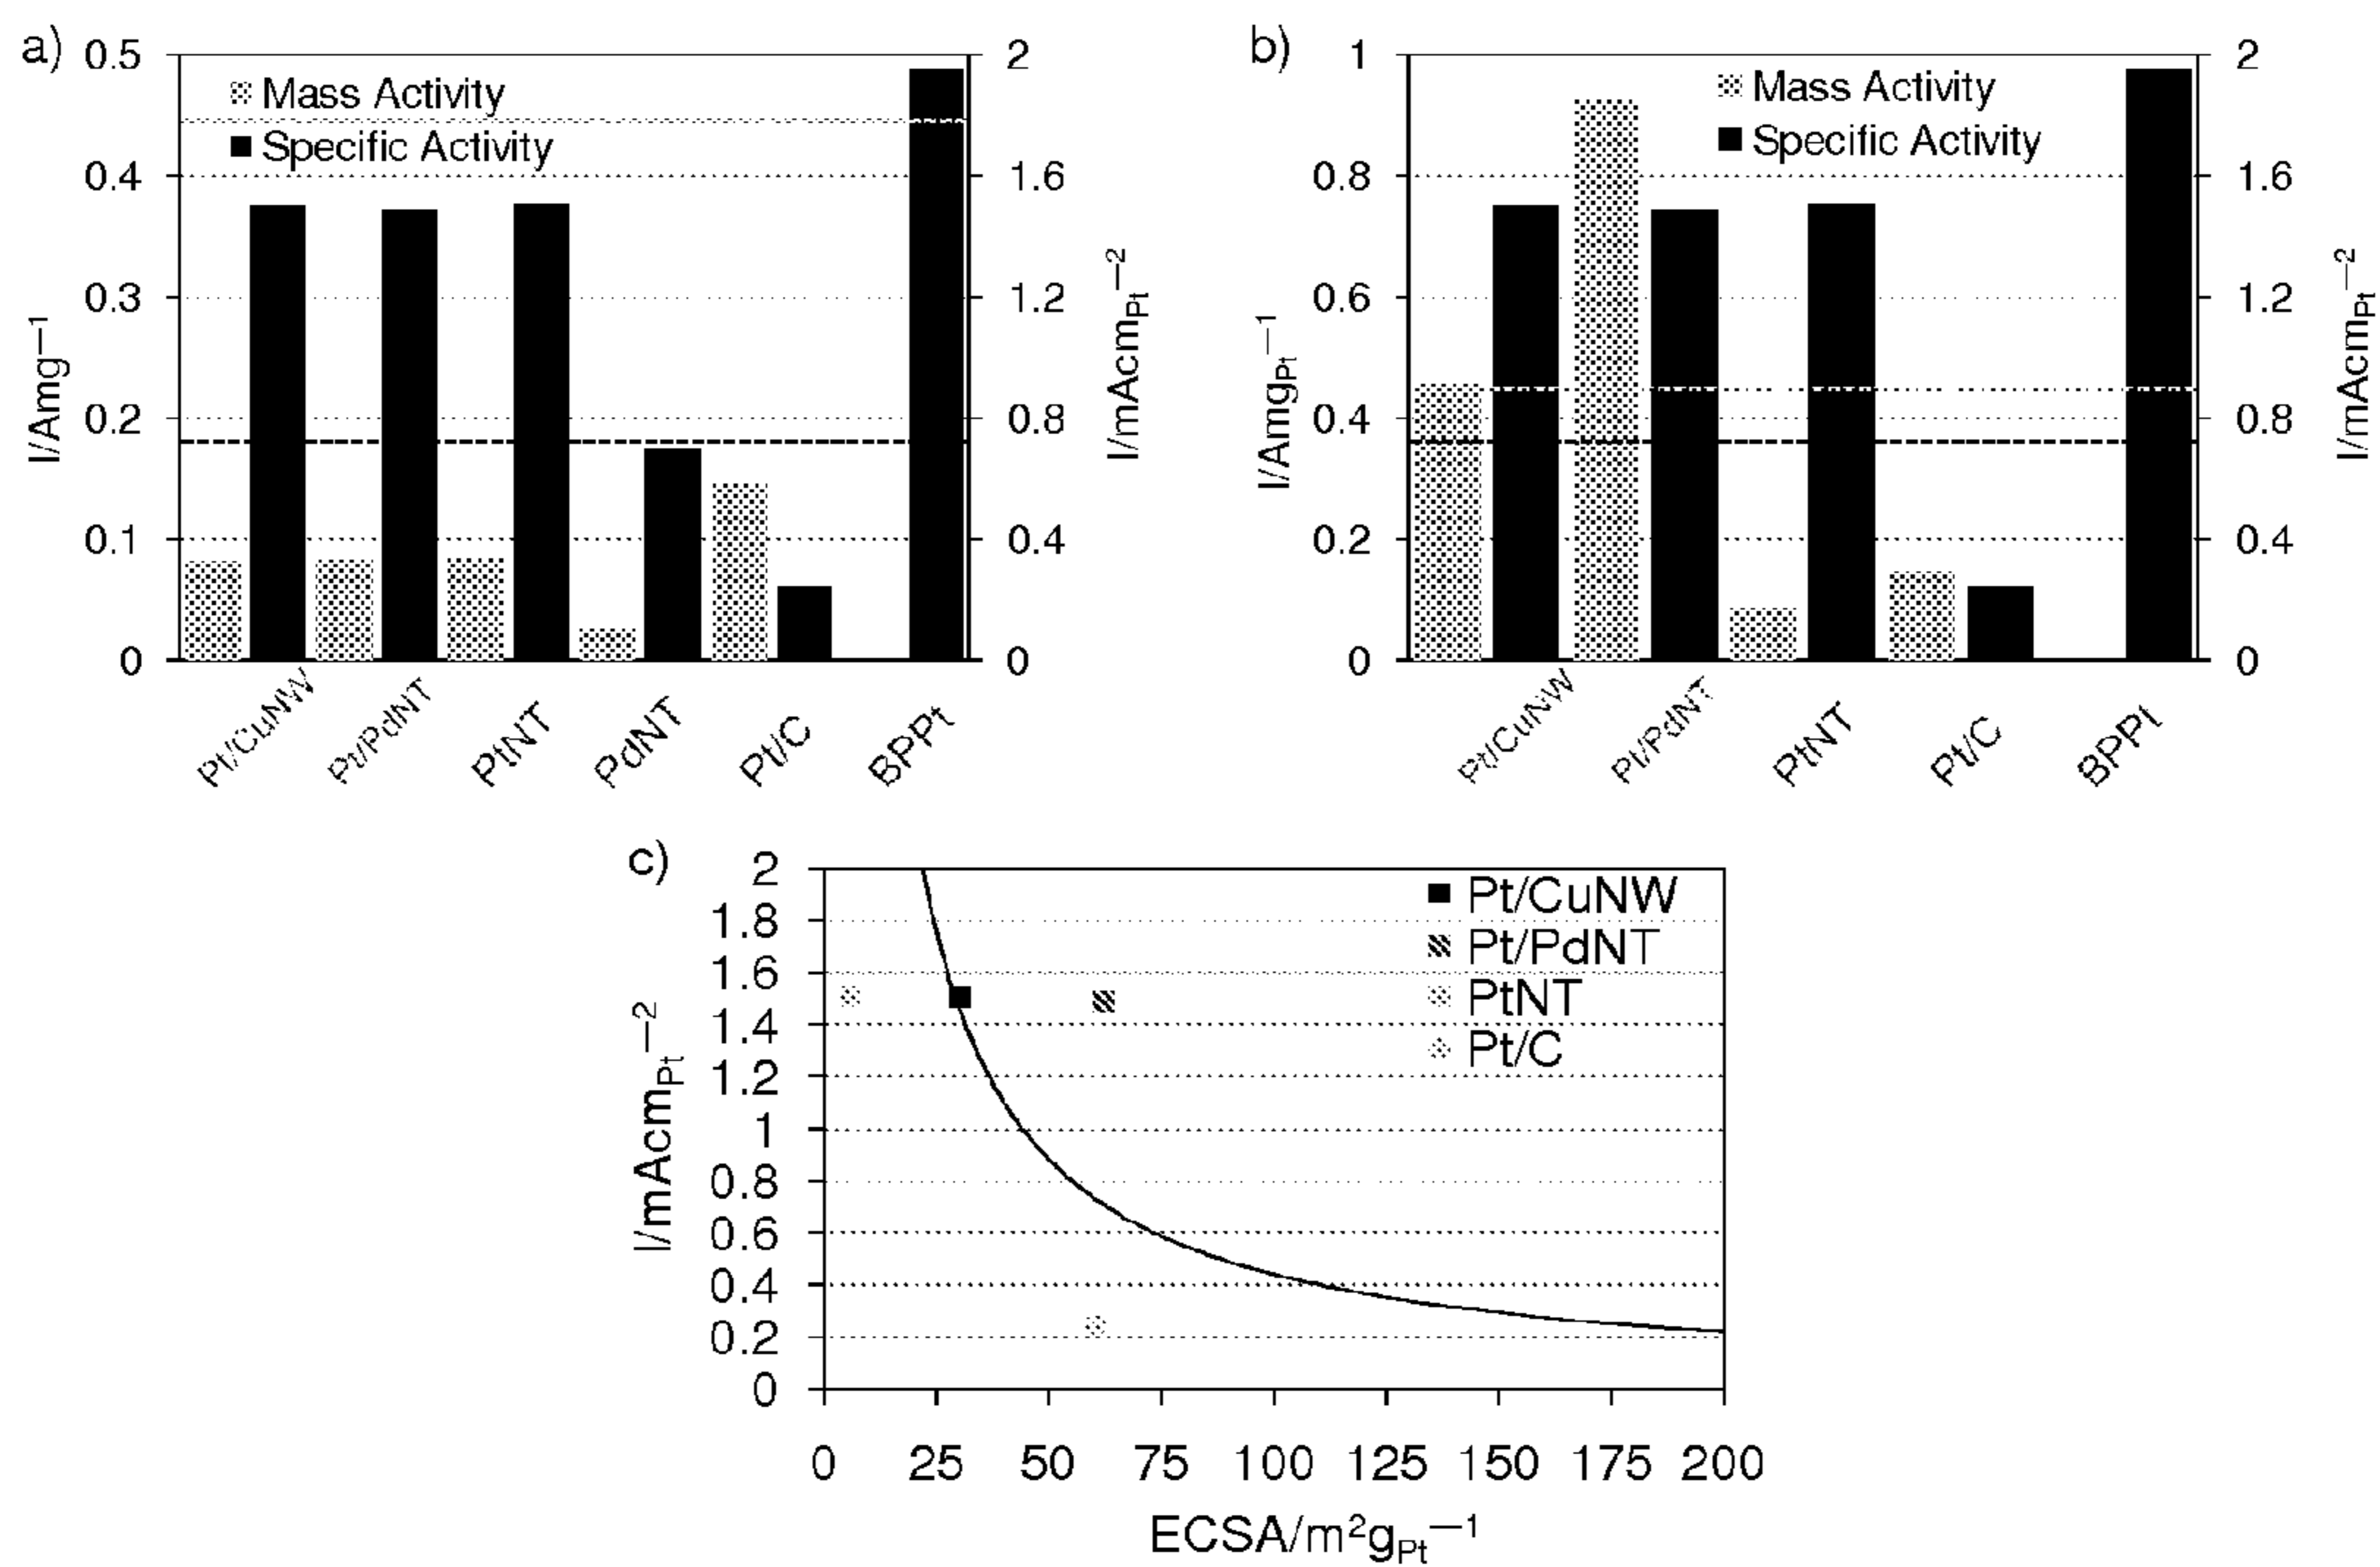 a)
0.5
0.4
0.3
0.2
0.1
0
I/Amg⁻¹
Mass Activity
Specific Activity
2
1.6
1.2
0.8
0.4
0
I/mAcm_Pt⁻²
Pt/CuNW
Pt/PdNT
PtNT
PdNT
Pt/C
BPPt
b)
1
0.8
0.6
0.4
0.2
0
I/Amg_Pt⁻¹
Mass Activity
Specific Activity
2
1.6
1.2
0.8
0.4
0
I/mAcm_Pt⁻²
Pt/CuNW
Pt/PdNT
PtNT
Pt/C
BPPt
c)
2
1.8
1.6
1.4
1.2
1
0.8
0.6
0.4
0.2
0
I/mAcm_Pt⁻²
Pt/CuNW
Pt/PdNT
PtNT
Pt/C
0 25 50 75 100 125 150 175 200
ECSA/m²g_Pt⁻¹